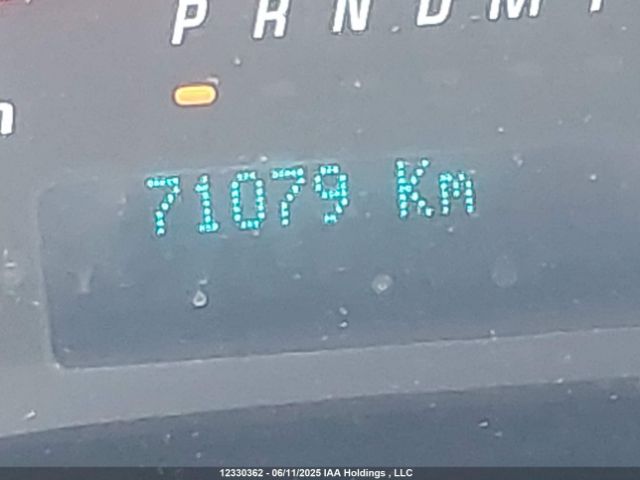 P R N D M
71079 Km
12330362 - 06/11/2025 IAA Holdings , LLC